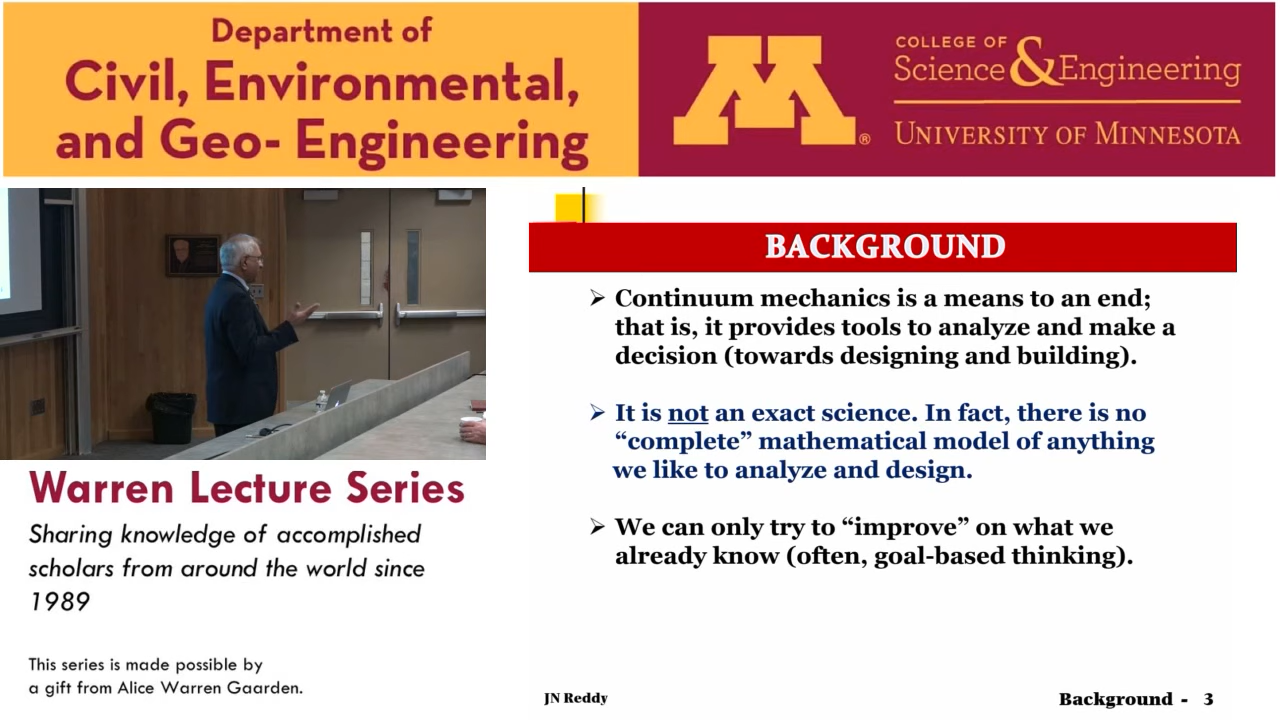 Department of
Civil, Environmental,
and Geo- Engineering
M®
COLLEGE OF
Science & Engineering
UNIVERSITY OF MINNESOTA
Warren Lecture Series
Sharing knowledge of accomplished
scholars from around the world since
1989
This series is made possible by
a gift from Alice Warren Gaarden.
BACKGROUND
➢ Continuum mechanics is a means to an end;
that is, it provides tools to analyze and make a
decision (towards designing and building).
➢ It is not an exact science. In fact, there is no
“complete” mathematical model of anything
we like to analyze and design.
➢ We can only try to “improve” on what we
already know (often, goal-based thinking).
JN Reddy
Background - 3